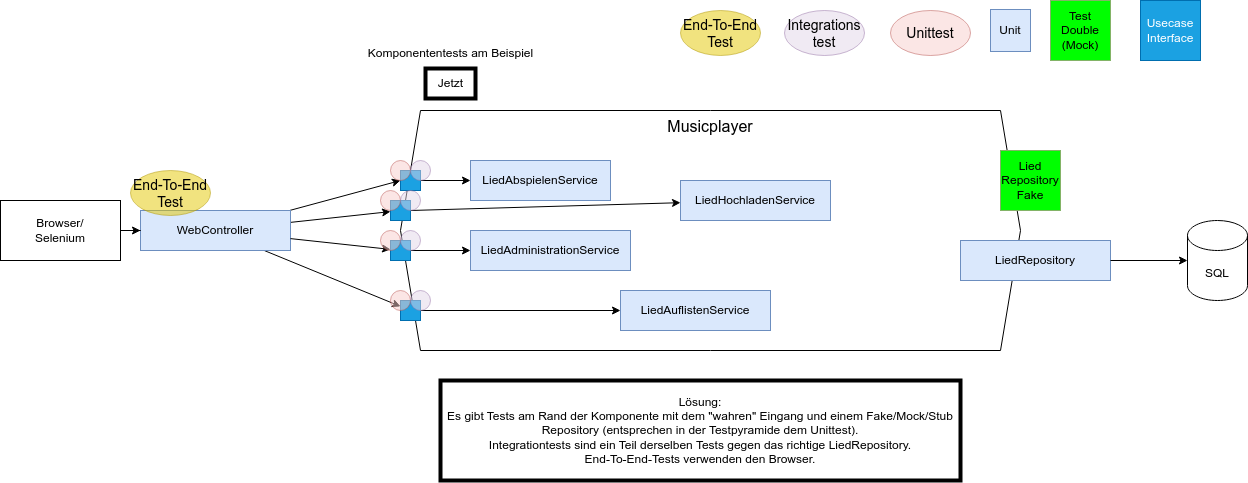 End-To-End
Test
Integrations
test
Unittest
Unit
Test
Double
(Mock)
Usecase
Interface
Komponententests am Beispiel
Jetzt
Musicplayer
Lied
Repository
Fake
LiedAbspielenService
LiedHochladenService
End-To-End
Test
Browser/
Selenium
WebController
LiedAdministrationService
LiedRepository
SQL
LiedAuflistenService
Lösung:
Es gibt Tests am Rand der Komponente mit dem "wahren" Eingang und einem Fake/Mock/Stub
Repository (entsprechen in der Testpyramide dem Unittest).
Integrationtests sind ein Teil derselben Tests gegen das richtige LiedRepository.
End-To-End-Tests verwenden den Browser.